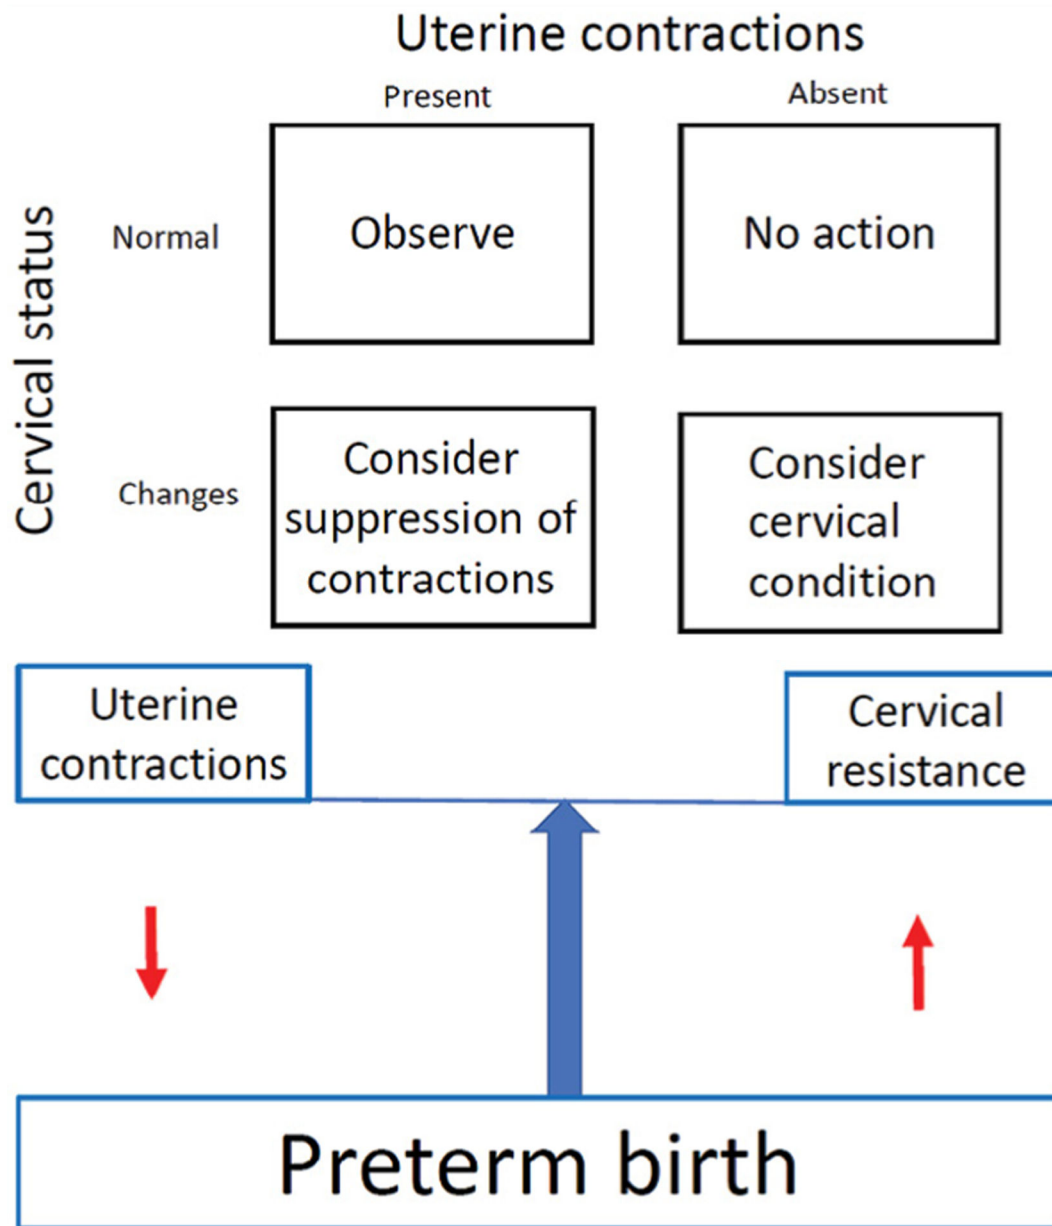 Uterine contractions
Present
Absent
Cervical status
Normal
Observe
No action
Changes
Consider
suppression of
contractions
Consider
cervical
condition
Uterine
contractions
Cervical
resistance
Preterm birth